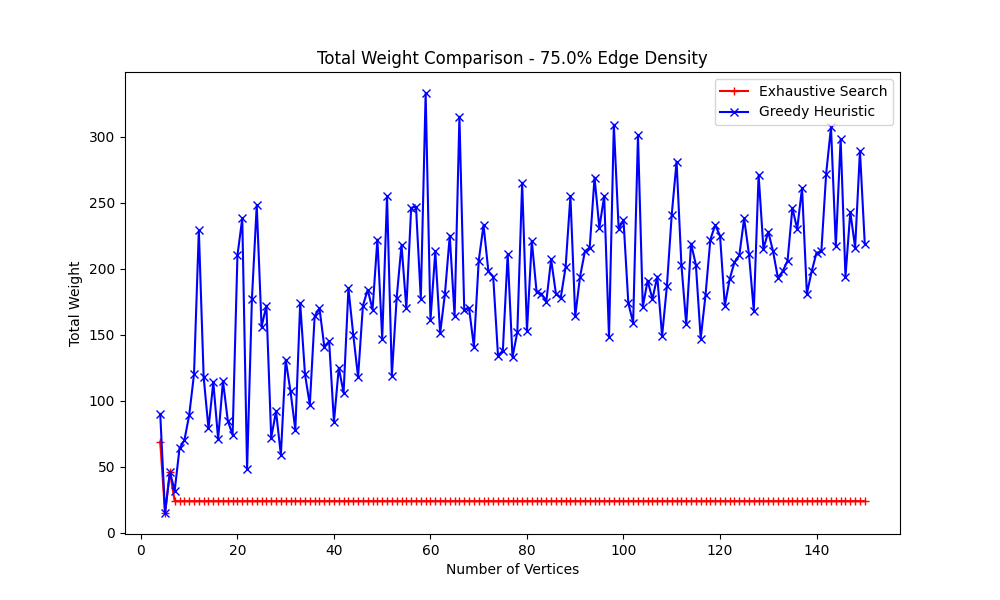 Total Weight Comparison - 75.0% Edge Density
Exhaustive Search
Greedy Heuristic
Total Weight
300
250
200
150
100
50
0
0 20 40 60 80 100 120 140
Number of Vertices